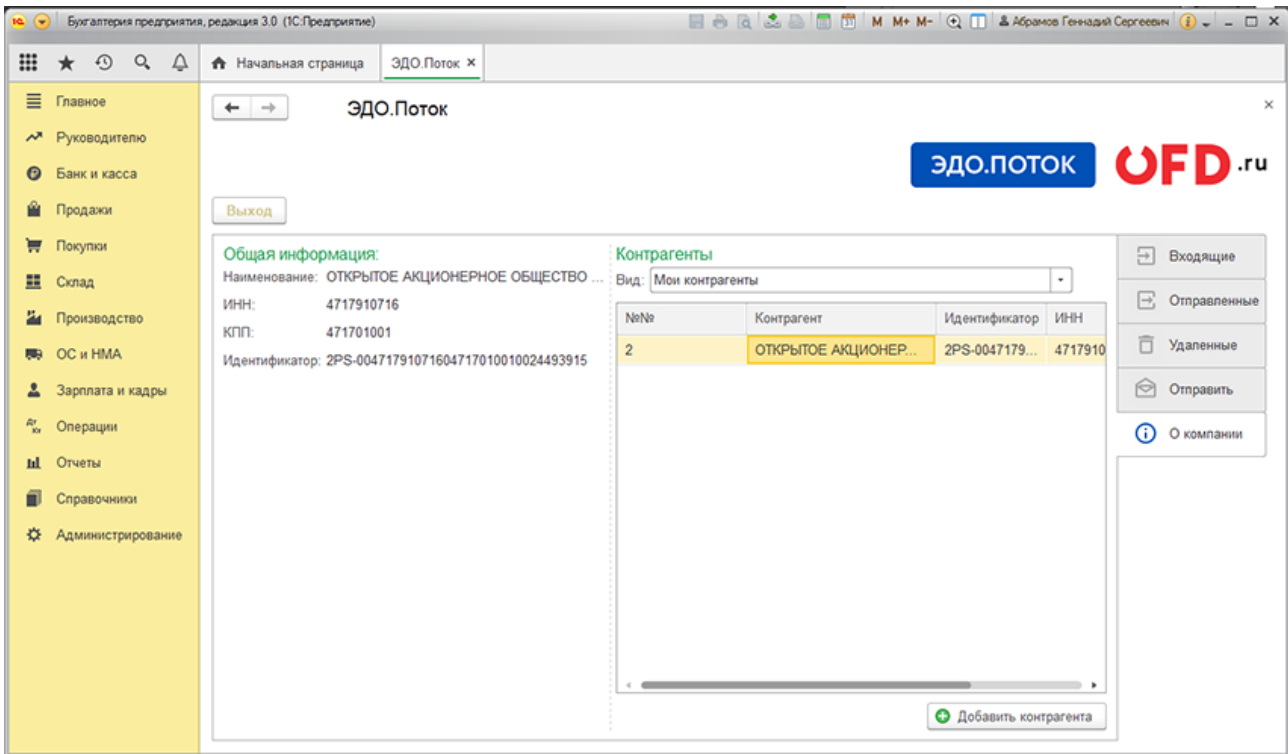 Бухгалтерия предприятия, редакция 3.0 (1С:Предприятие)
M M+ M-
Абрамов Геннадий Сергеевич
Начальная страница
ЭДО.Поток
Главное
Руководителю
Банк и касса
Продажи
Покупки
Склад
Производство
ОС и НМА
Зарплата и кадры
Операции
Отчеты
Справочники
Администрирование
ЭДО.Поток
ЭДО.ПОТОК
OFD.ru
Выход
Общая информация:
Наименование: ОТКРЫТОЕ АКЦИОНЕРНОЕ ОБЩЕСТВО ...
ИНН: 4717910716
КПП: 471701001
Идентификатор: 2PS-00471791071604717010010024493915
Контрагенты
Вид: Мои контрагенты
№№ Контрагент Идентификатор ИНН
2 ОТКРЫТОЕ АКЦИОНЕР... 2PS-0047179... 4717910
Добавить контрагента
Входящие
Отправленные
Удаленные
Отправить
О компании